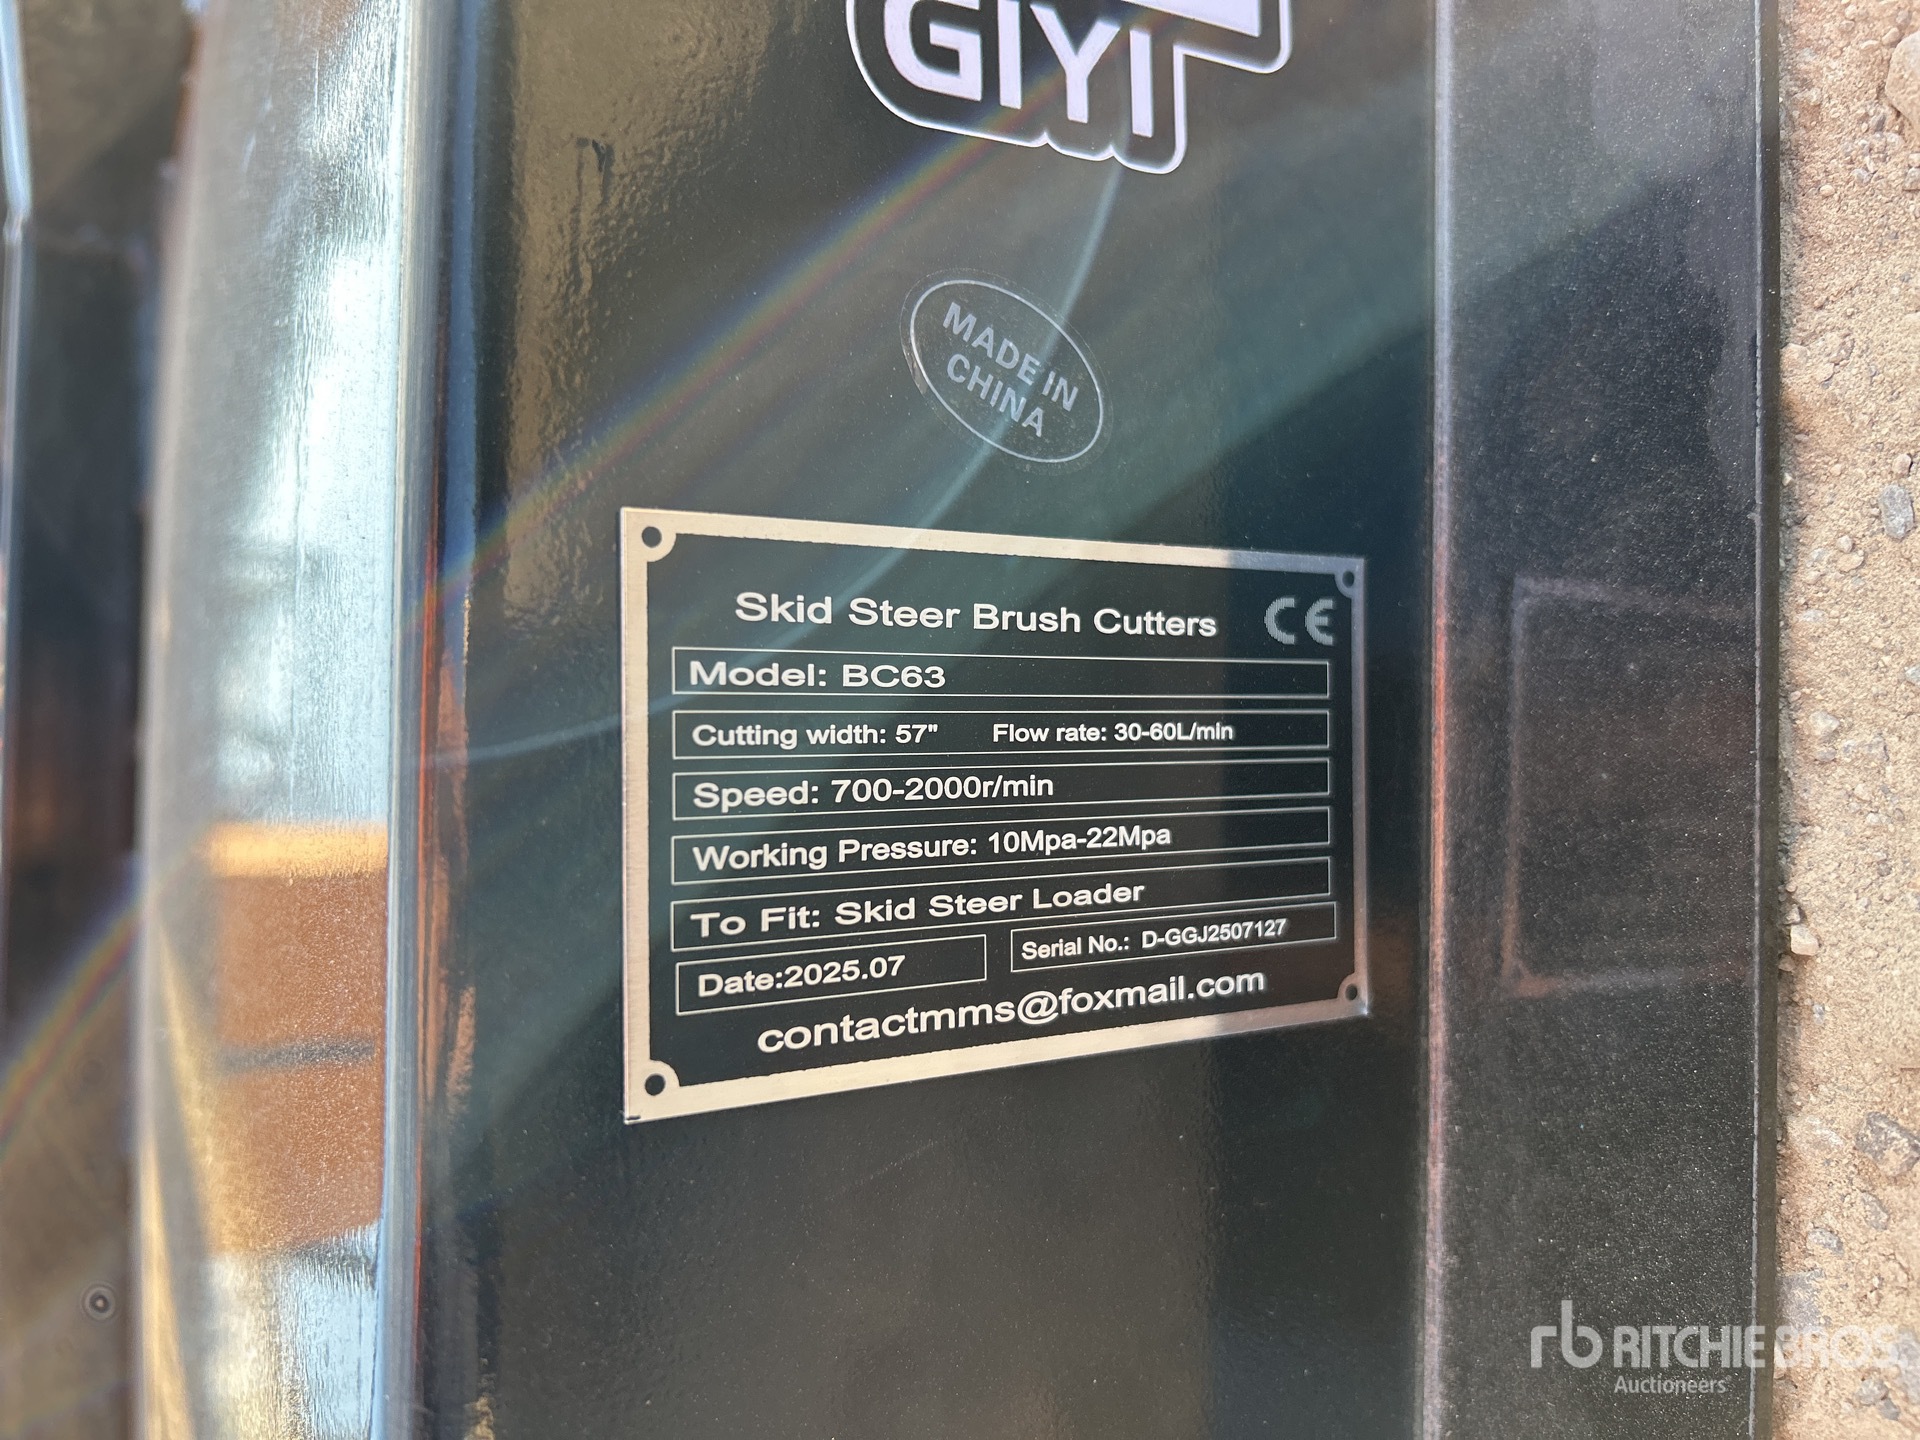 GIYI
MADE IN
CHINA
Skid Steer Brush Cutters CE
Model: BC63
Cutting width: 57" Flow rate: 30-60L/min
Speed: 700-2000r/min
Working Pressure: 10Mpa-22Mpa
To Fit: Skid Steer Loader
Date:2025.07 Serial No.: D-GGJ2507127
contactmms@foxmail.com
rb RITCHIE BROS.
Auctioneers